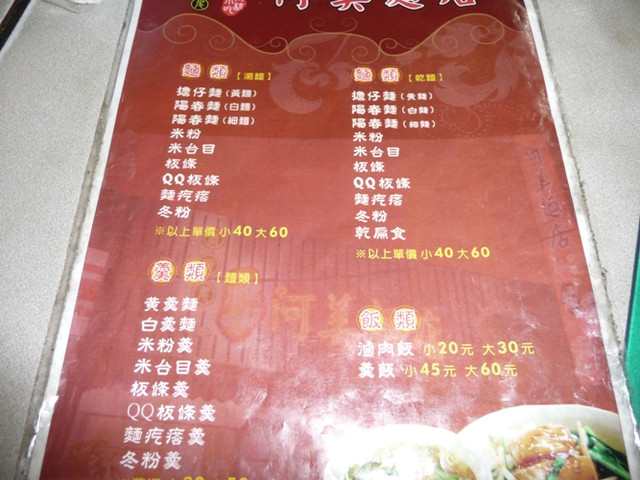 麵類【湯麵】
擔仔麵(黃麵)
陽春麵(白麵)
陽春麵(細麵)
米粉
米台目
板條
QQ板條
麵疙瘩
冬粉
※以上單價 小40 大60
麵類【乾麵】
擔仔麵(黃麵)
陽春麵(白麵)
陽春麵(細麵)
米粉
米台目
板條
QQ板條
麵疙瘩
冬粉
乾扁食
※以上單價 小40 大60
羹類【麵類】
黃羹麵
白羹麵
米粉羹
米台目羹
板條羹
QQ板條羹
麵疙瘩羹
冬粉羹
飯類
滷肉飯 小20元 大30元
羹飯 小45元 大60元